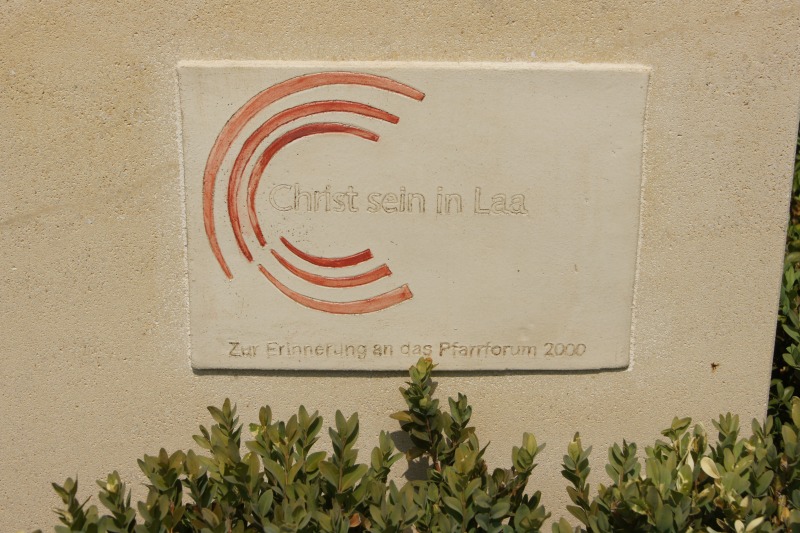 Christ sein in Laa
Zur Erinnerung an das Pfarrforum 2000